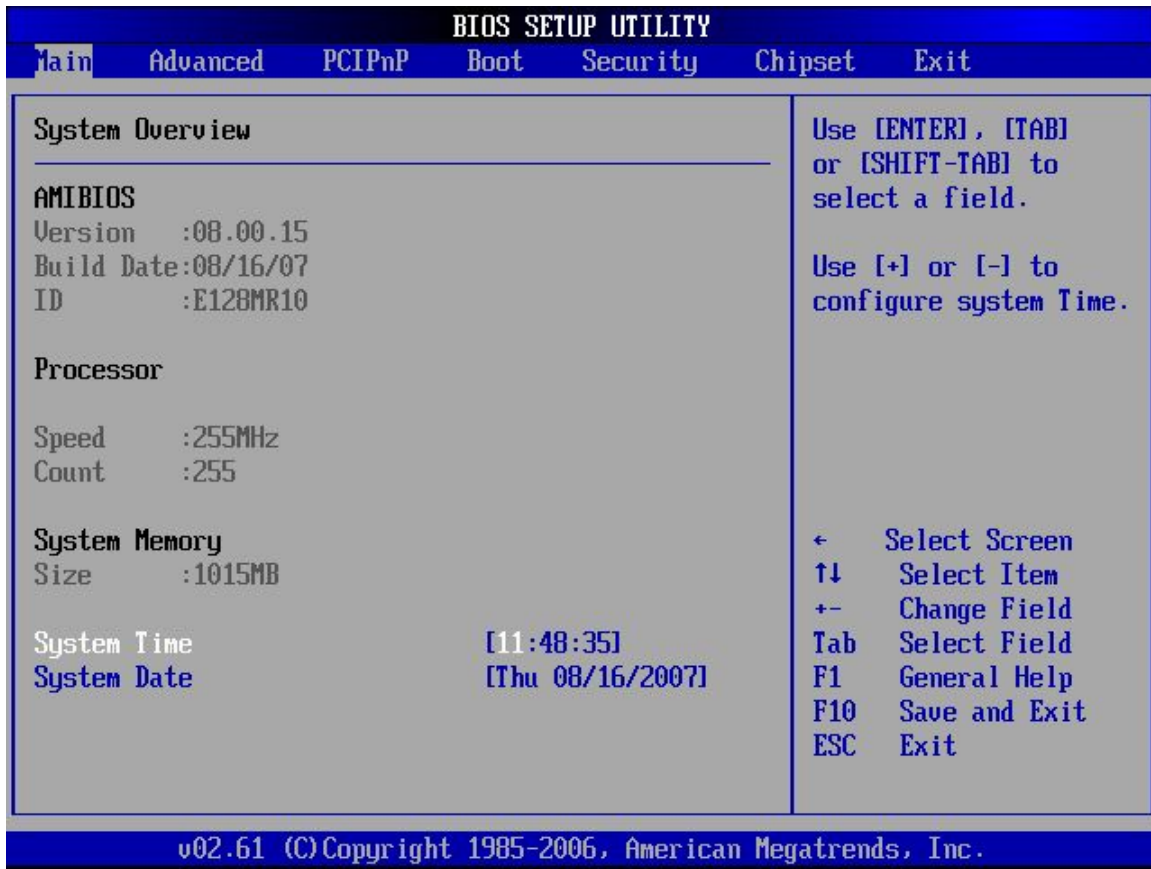 BIOS SETUP UTILITY
Main Advanced PCIPnP Boot Security Chipset Exit
System Overview
AMIBIOS
Version :08.00.15
Build Date:08/16/07
ID :E128MR10
Processor
Speed :255MHz
Count :255
System Memory
Size :1015MB
System Time [11:48:35]
System Date [Thu 08/16/2007]
Use [ENTER], [TAB]
or [SHIFT-TAB] to
select a field.
Use [+] or [-] to
configure system Time.
← Select Screen
↑↓ Select Item
+- Change Field
Tab Select Field
F1 General Help
F10 Save and Exit
ESC Exit
v02.61 (C)Copyright 1985-2006, American Megatrends, Inc.